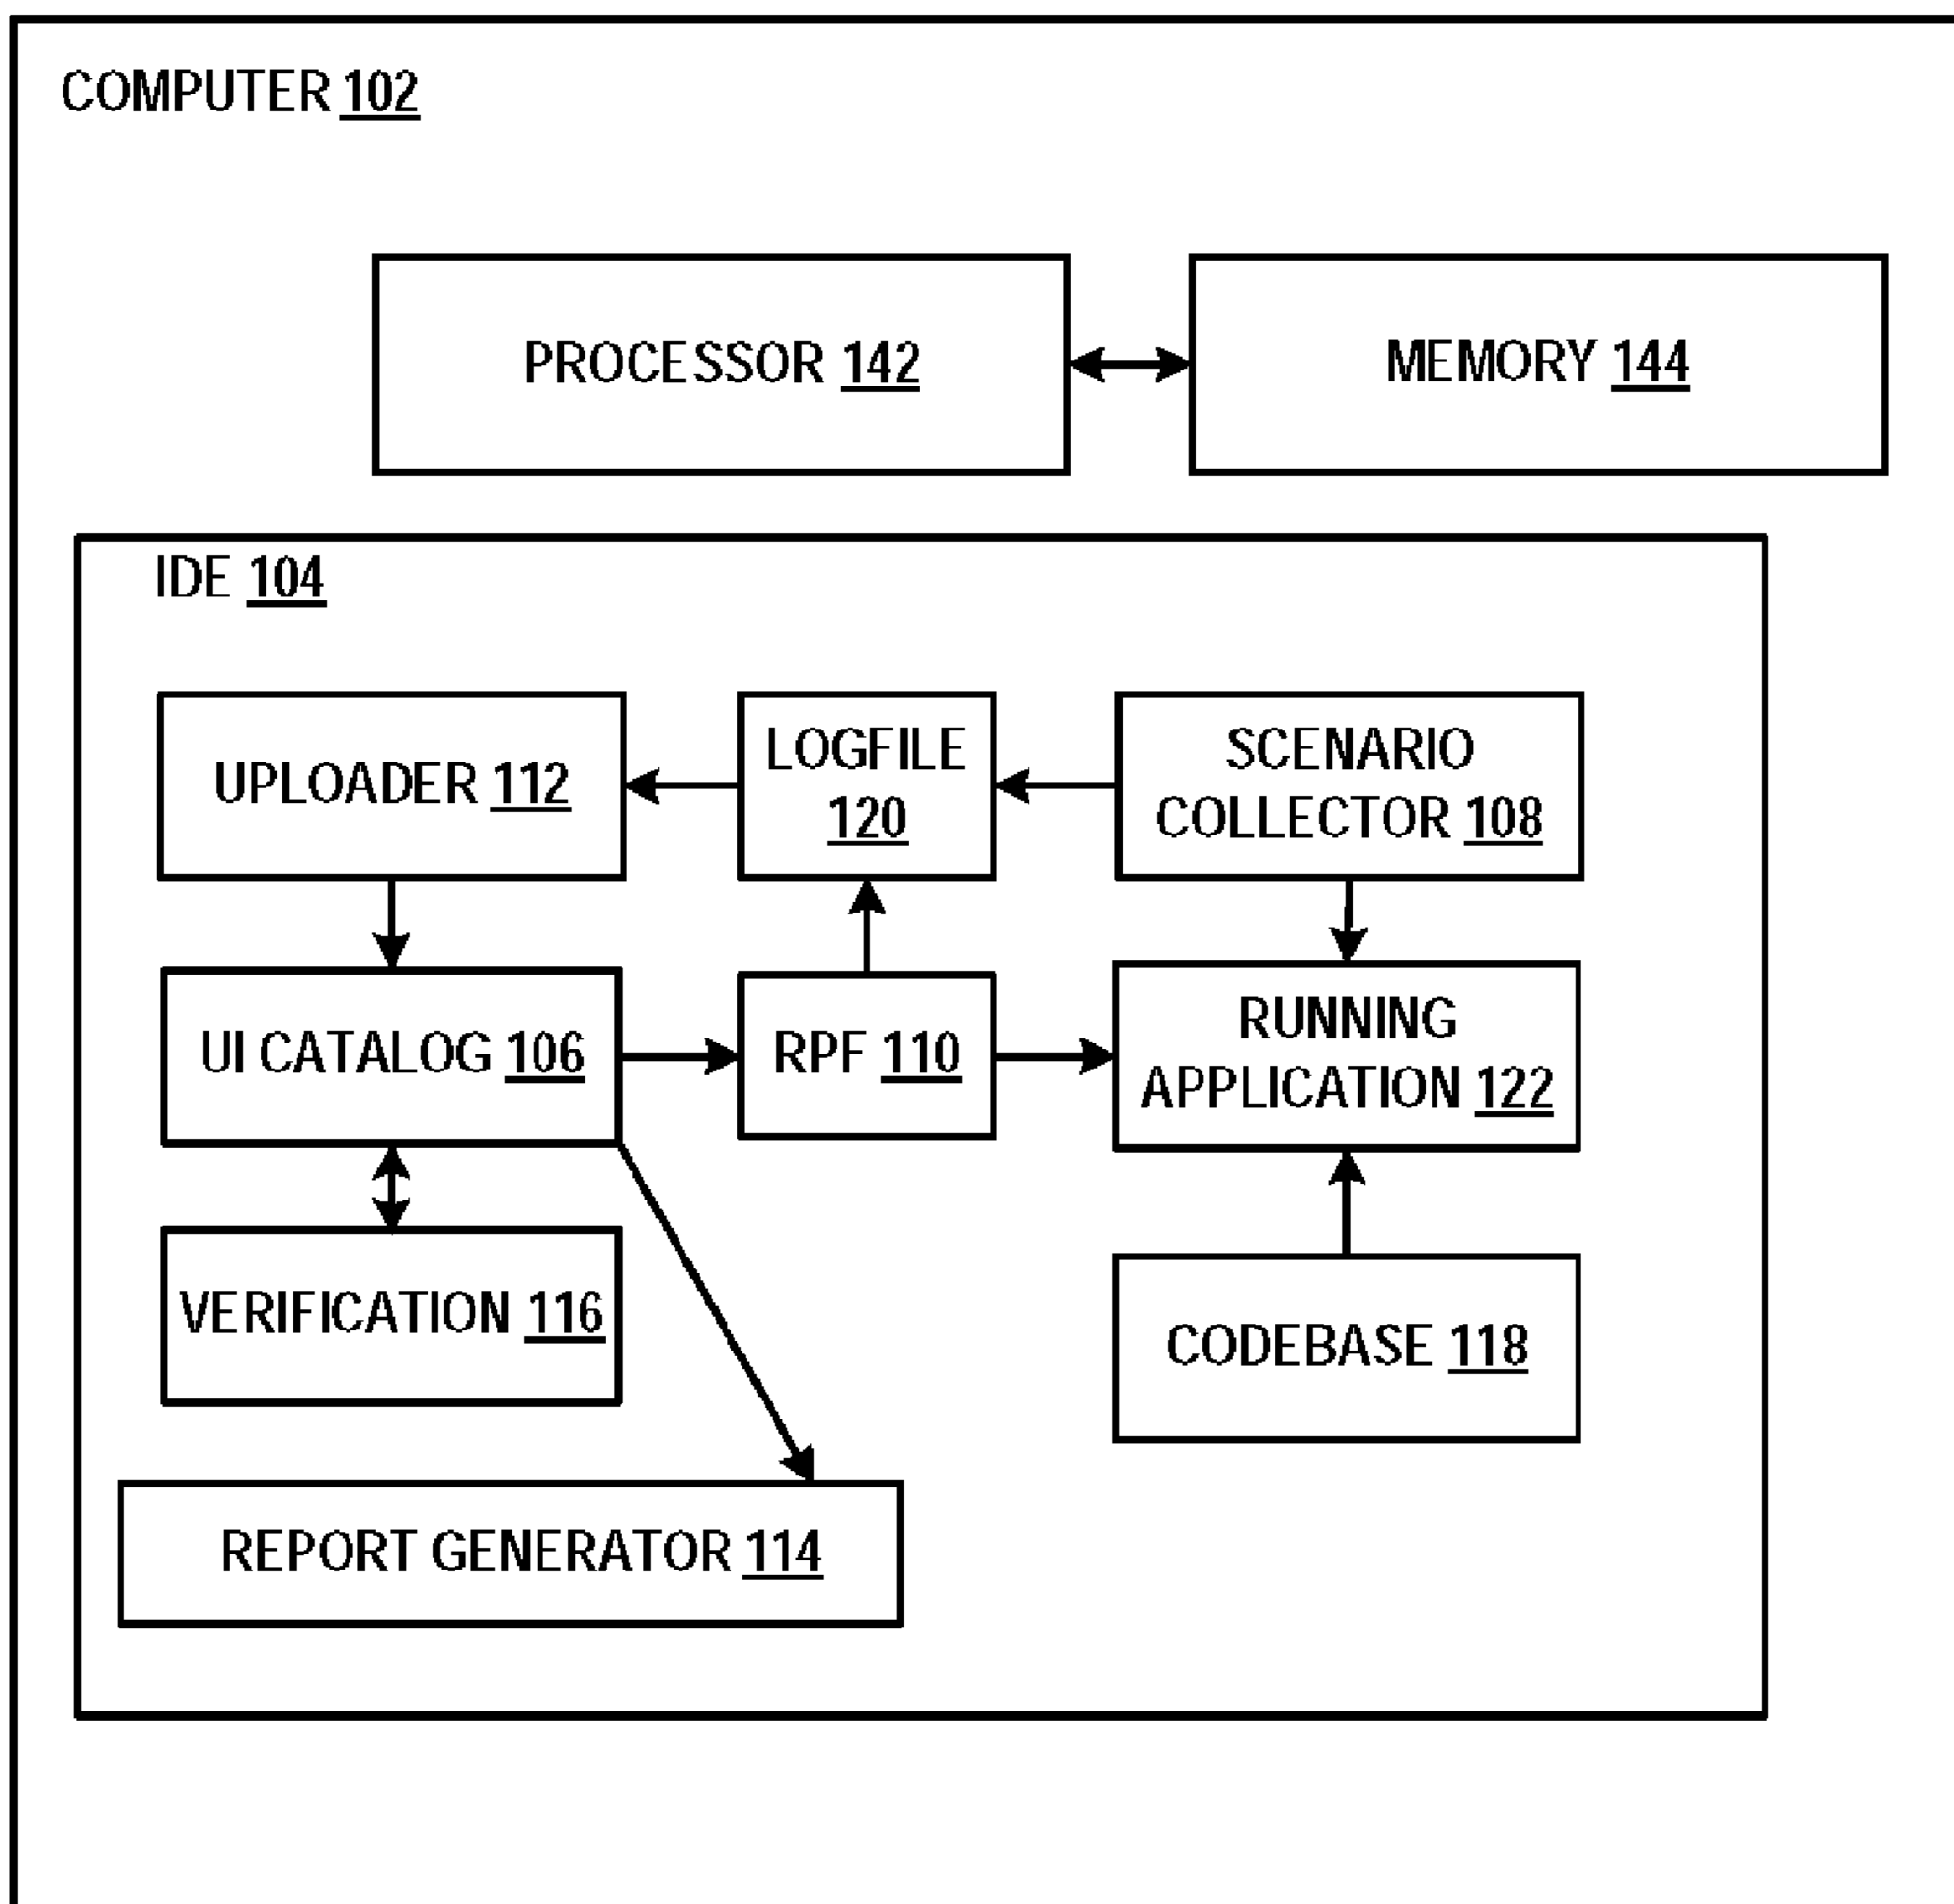 COMPUTER 102
PROCESSOR 142
MEMORY 144
IDE 104
UPLOADER 112
LOGFILE
120
SCENARIO
COLLECTOR 108
UI CATALOG 106
RPF 110
RUNNING
APPLICATION 122
VERIFICATION 116
CODEBASE 118
REPORT GENERATOR 114